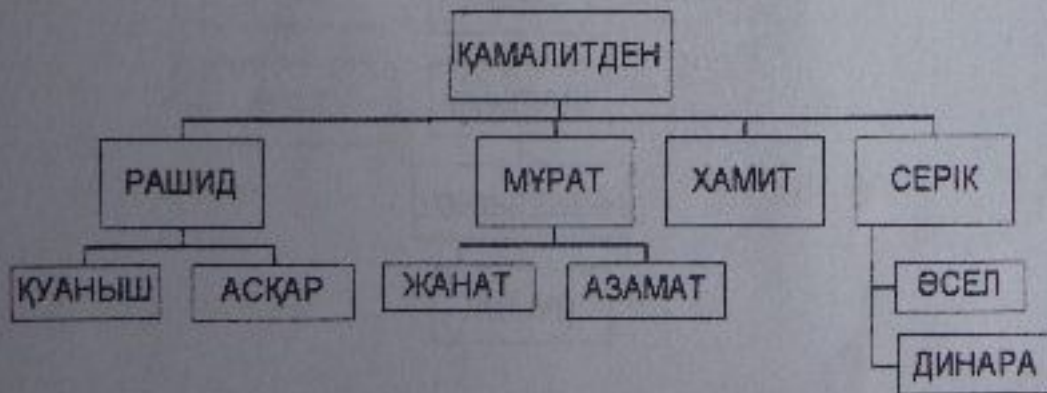 ҚАМАЛИТДЕН
РАШИД
МҰРАТ
ХАМИТ
СЕРІК
ҚУАНЫШ
АСҚАР
ЖАНАТ
АЗАМАТ
ӘСЕЛ
ДИНАРА